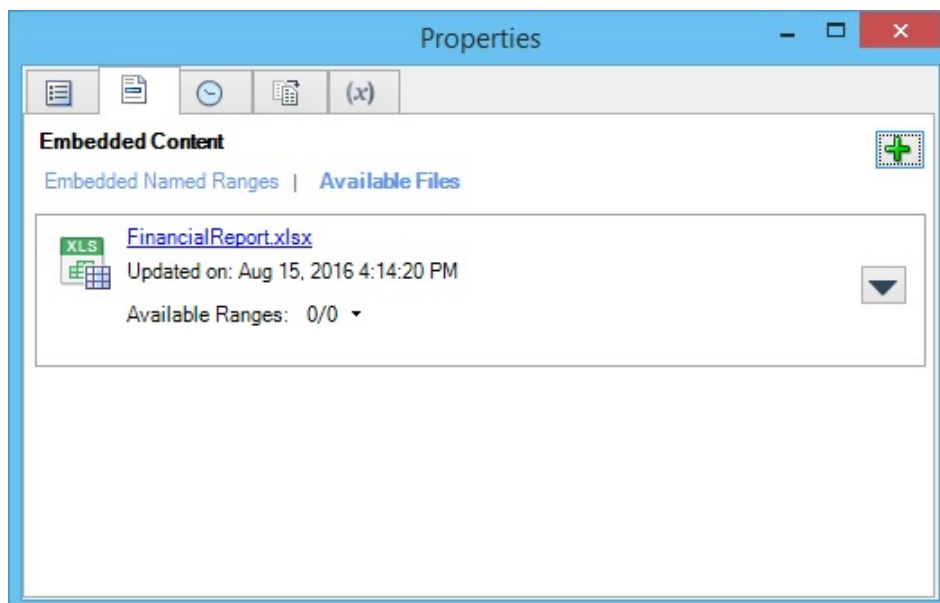 Properties
(x)
Embedded Content
Embedded Named Ranges | Available Files
XLS
FinancialReport.xlsx
Updated on: Aug 15, 2016 4:14:20 PM
Available Ranges: 0/0